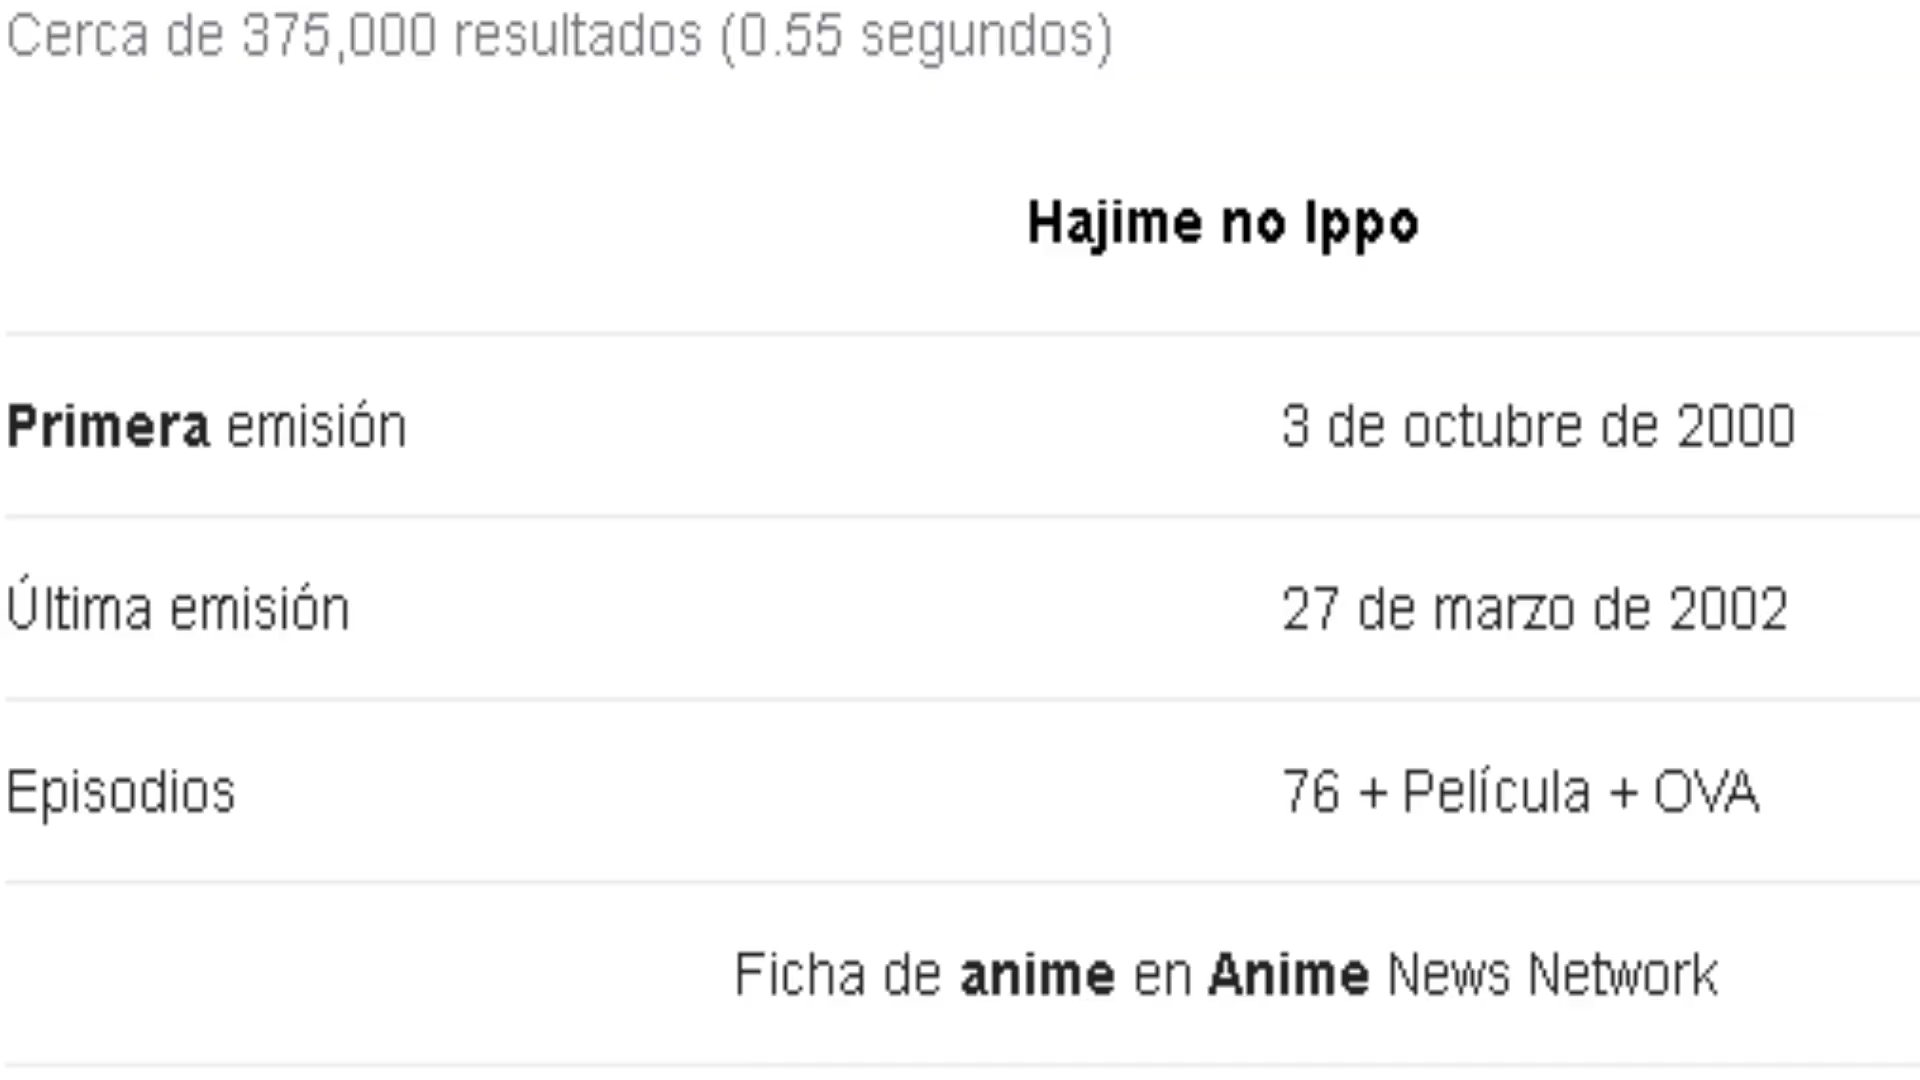 Cerca de 375,000 resultados (0.55 segundos)
Hajime no Ippo
Primera emisión 3 de octubre de 2000
Última emisión 27 de marzo de 2002
Episodios 76 + Película + OVA
Ficha de anime en Anime News Network